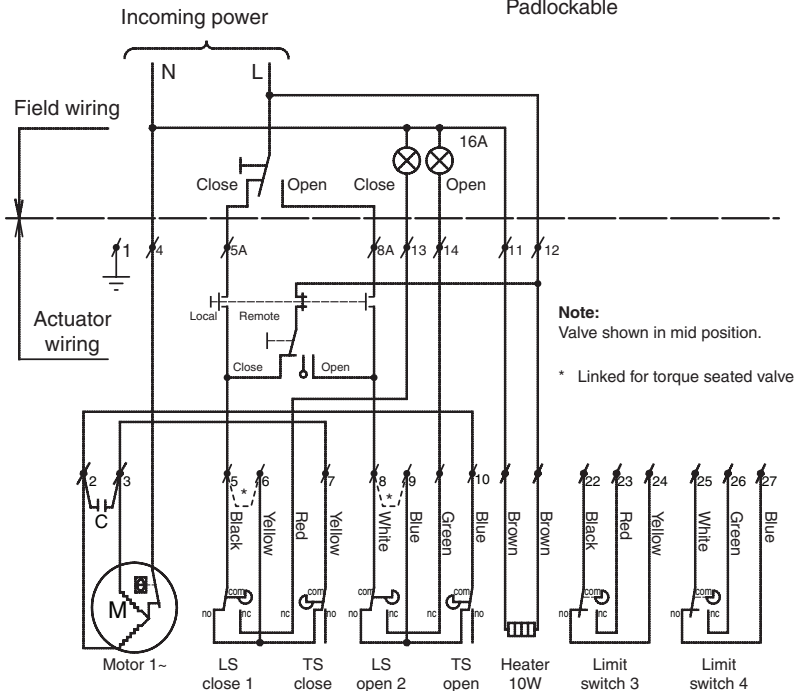 Padlockable
Incoming power
N
L
Field wiring
16A
Close
Open
Close
Open
1
4
5A
8A
13
14
11
12
Local
Remote
Actuator
wiring
Close
Open
Note:
Valve shown in mid position.
* Linked for torque seated valve
2
3
5
6
7
8
9
10
22
23
24
25
26
27
*
*
C
Black
Yellow
Red
Yellow
White
Blue
Green
Blue
Brown
Brown
Black
Red
Yellow
White
Green
Blue
M
com
com
com
com
com
com
no
nc
nc
no
no
nc
nc
no
no
nc
no
nc
Motor 1~
LS
close 1
TS
close
LS
open 2
TS
open
Heater
10W
Limit
switch 3
Limit
switch 4